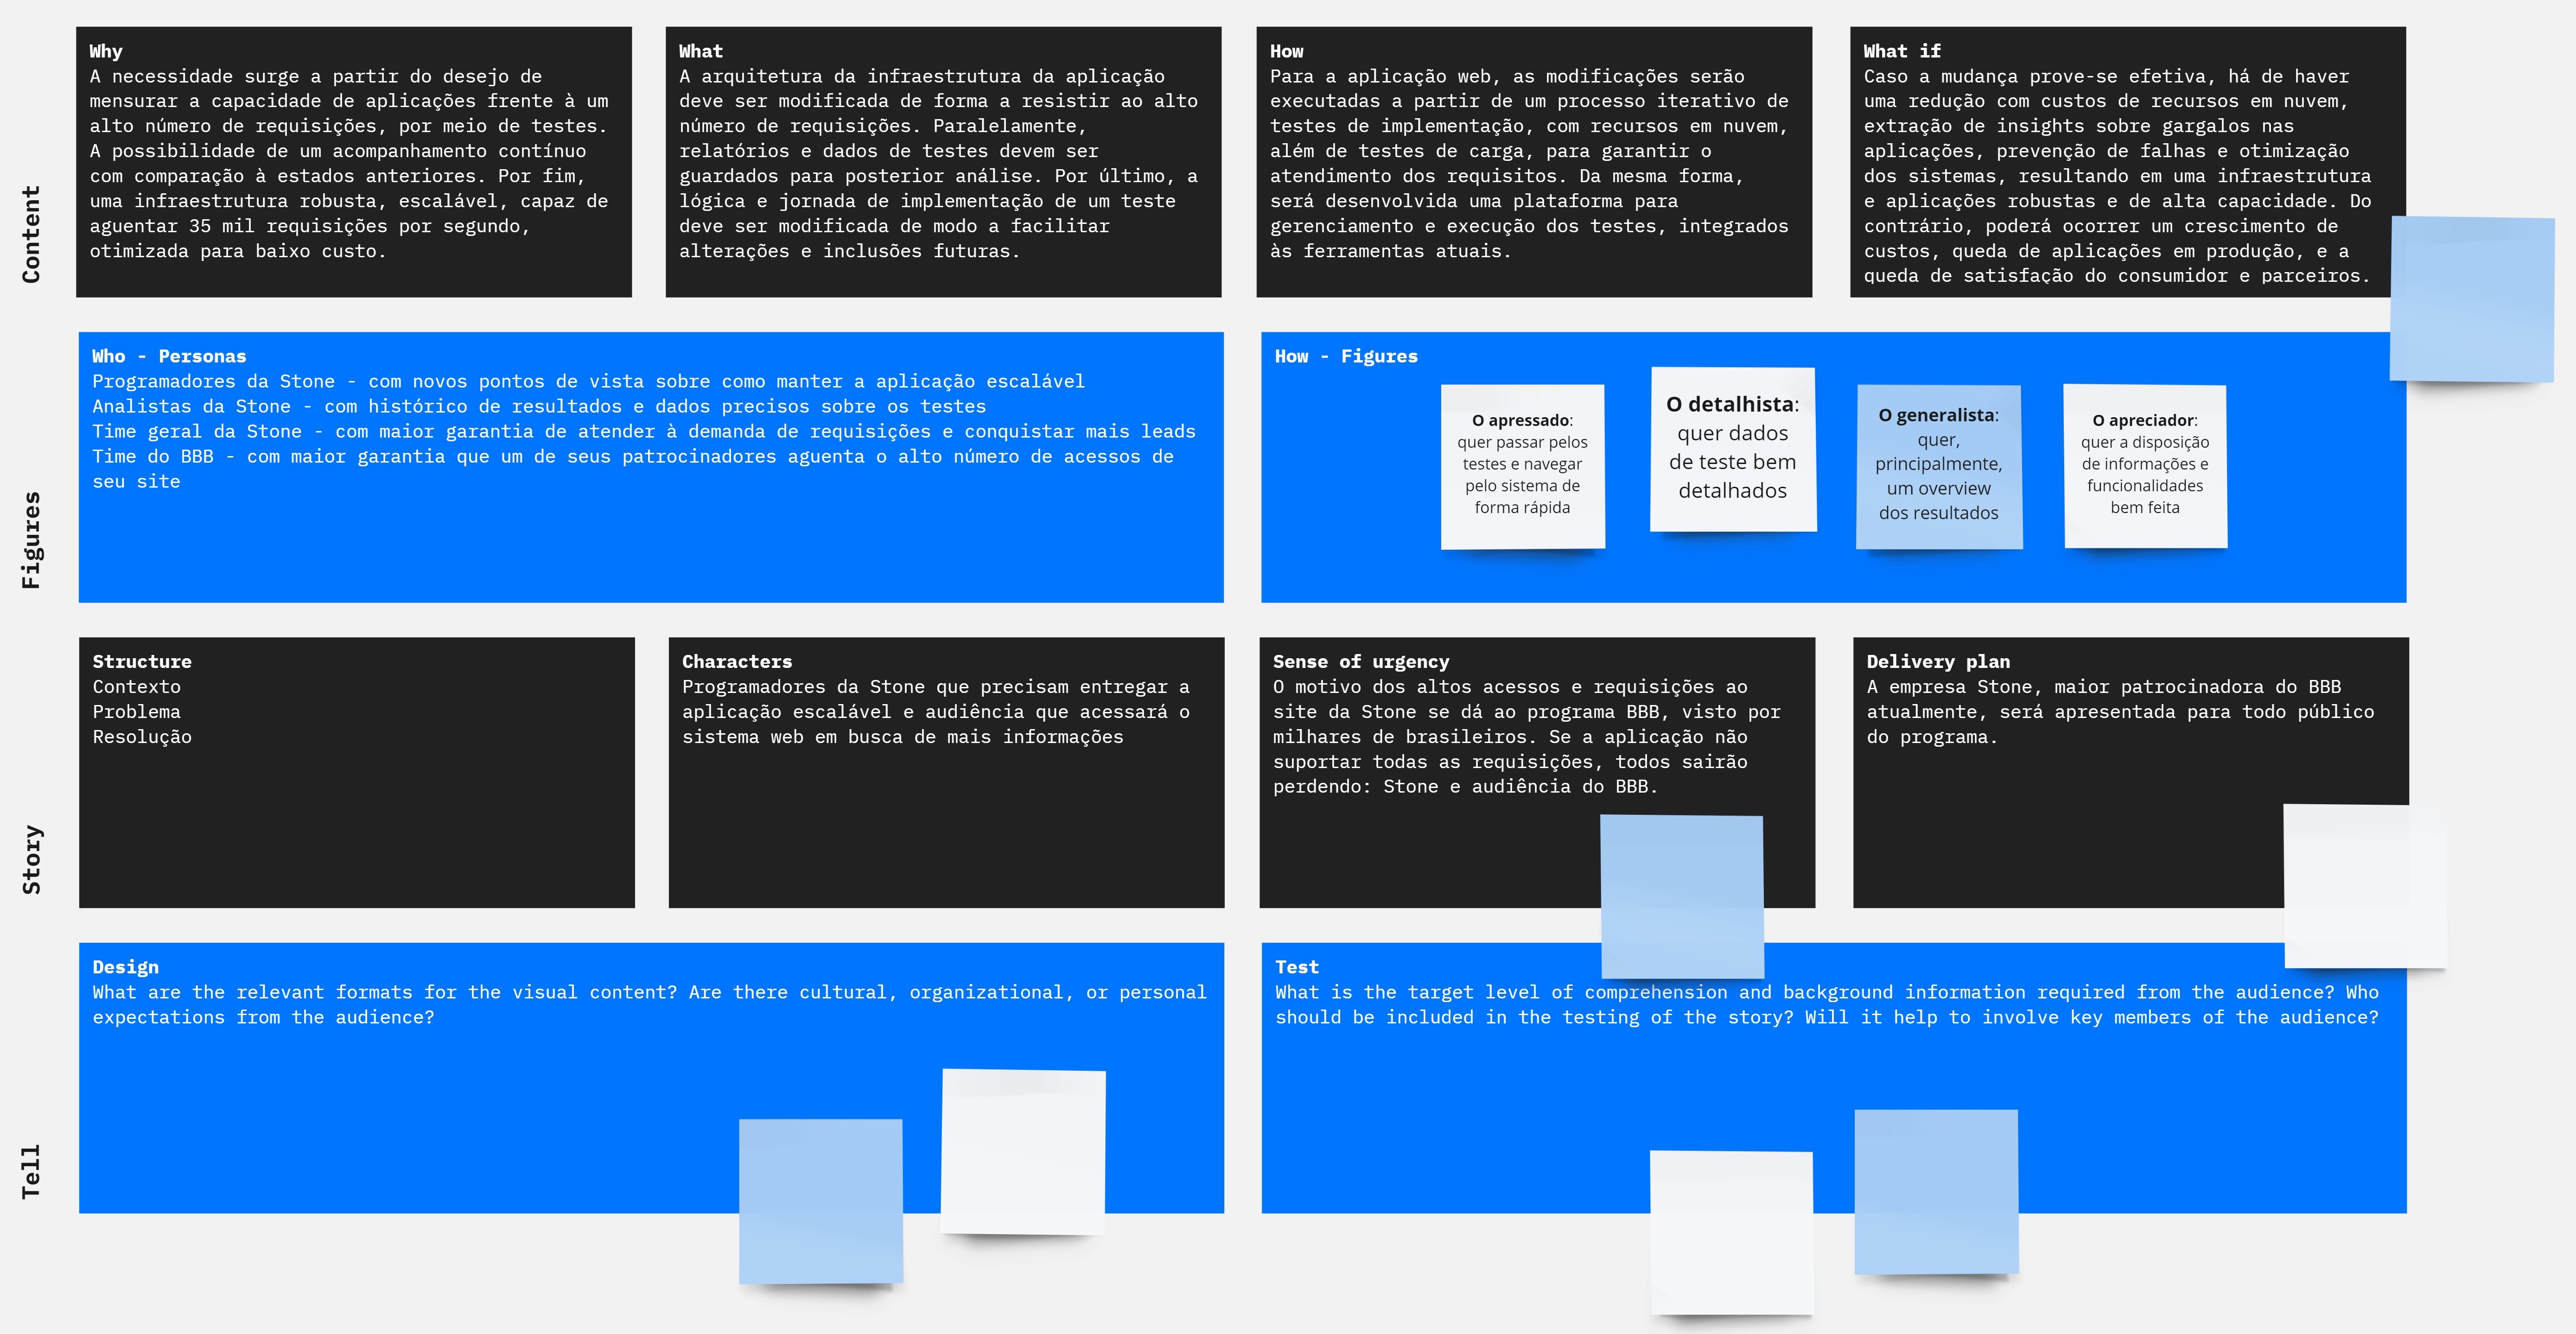 Content
Why
A necessidade surge a partir do desejo de
mensurar a capacidade de aplicações frente à um
alto número de requisições, por meio de testes.
A possibilidade de um acompanhamento contínuo
com comparação à estados anteriores. Por fim,
uma infraestrutura robusta, escalável, capaz de
aguentar 35 mil requisições por segundo,
otimizada para baixo custo.
What
A arquitetura da infraestrutura da aplicação
deve ser modificada de forma a resistir ao alto
número de requisições. Paralelamente,
relatórios e dados de testes devem ser
guardados para posterior análise. Por último, a
lógica e jornada de implementação de um teste
deve ser modificada de modo a facilitar
alterações e inclusões futuras.
How
Para a aplicação web, as modificações serão
executadas a partir de um processo iterativo de
testes de implementação, com recursos em nuvem,
além de testes de carga, para garantir o
atendimento dos requisitos. Da mesma forma,
será desenvolvida uma plataforma para
gerenciamento e execução dos testes, integrados
às ferramentas atuais.
What if
Caso a mudança prove-se efetiva, há de haver
uma redução com custos de recursos em nuvem,
extração de insights sobre gargalos nas
aplicações, prevenção de falhas e otimização
dos sistemas, resultando em uma infraestrutura
e aplicações robustas e de alta capacidade. Do
contrário, poderá ocorrer um crescimento de
custos, queda de aplicações em produção, e a
queda de satisfação do consumidor e parceiros.
Figures
Who - Personas
Programadores da Stone - com novos pontos de vista sobre como manter a aplicação escalável
Analistas da Stone - com histórico de resultados e dados precisos sobre os testes
Time geral da Stone - com maior garantia de atender à demanda de requisições e conquistar mais leads
Time do BBB - com maior garantia que um de seus patrocinadores aguenta o alto número de acessos de
seu site
How - Figures
O apressado:
quer passar pelos
testes e navegar
pelo sistema de
forma rápida
O detalhista:
quer dados
de teste bem
detalhados
O generalista:
quer,
principalmente,
um overview
dos resultados
O apreciador:
quer a disposição
de informações e
funcionalidades
bem feita
Story
Structure
Contexto
Problema
Resolução
Characters
Programadores da Stone que precisam entregar a
aplicação escalável e audiência que acessará o
sistema web em busca de mais informações
Sense of urgency
O motivo dos altos acessos e requisições ao
site da Stone se dá ao programa BBB, visto por
milhares de brasileiros. Se a aplicação não
suportar todas as requisições, todos sairão
perdendo: Stone e audiência do BBB.
Delivery plan
A empresa Stone, maior patrocinadora do BBB
atualmente, será apresentada para todo público
do programa.
Tell
Design
What are the relevant formats for the visual content? Are there cultural, organizational, or personal
expectations from the audience?
Test
What is the target level of comprehension and background information required from the audience? Who
should be included in the testing of the story? Will it help to involve key members of the audience?